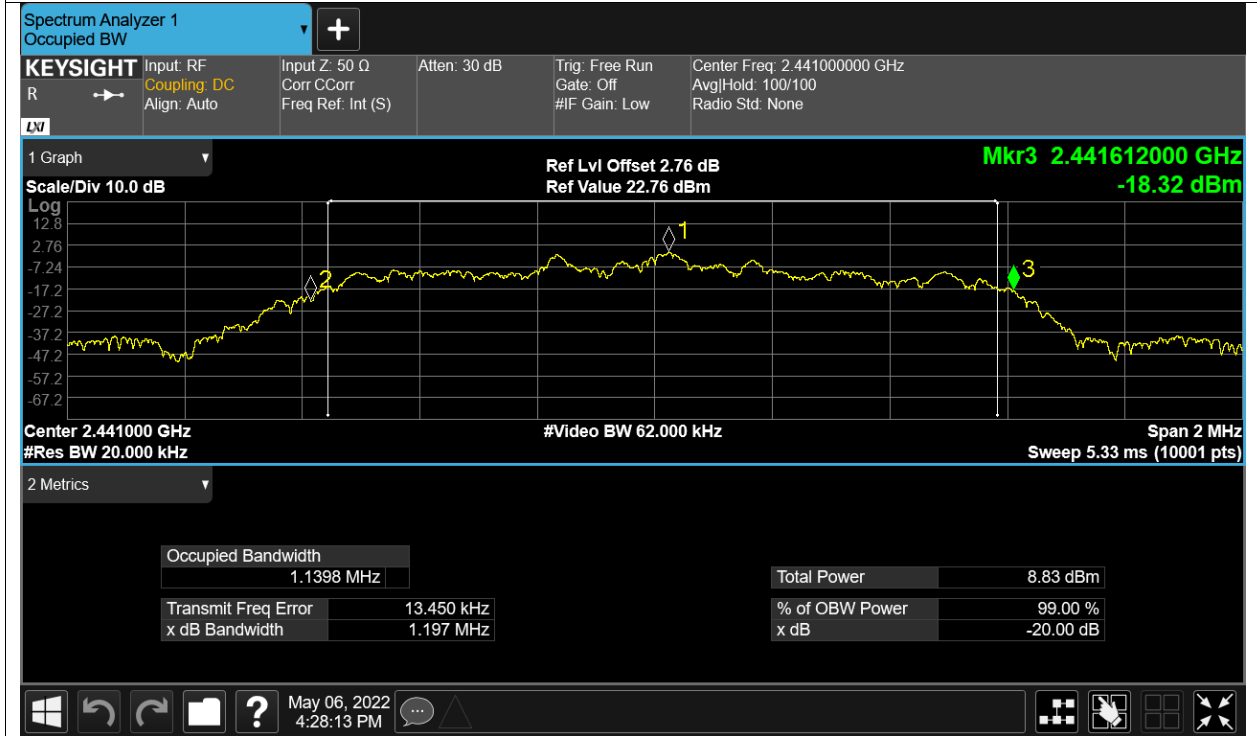 Spectrum Analyzer 1
Occupied BW
+
KEYSIGHT Input: RF Input Z: 50 Ω Atten: 30 dB Trig: Free Run Center Freq: 2.441000000 GHz
R Coupling: DC Corr CCorr Gate: Off Avg|Hold: 100/100
Align: Auto Freq Ref: Int (S) #IF Gain: Low Radio Std: None
LXI
1 Graph Ref Lvl Offset 2.76 dB Mkr3 2.441612000 GHz
Scale/Div 10.0 dB Ref Value 22.76 dBm -18.32 dBm
Log
12.8
2.76
-7.24
-17.2
-27.2
-37.2
-47.2
-57.2
-67.2
1
2
3
Center 2.441000 GHz #Video BW 62.000 kHz Span 2 MHz
#Res BW 20.000 kHz Sweep 5.33 ms (10001 pts)
2 Metrics
Occupied Bandwidth
1.1398 MHz Total Power 8.83 dBm
Transmit Freq Error 13.450 kHz % of OBW Power 99.00 %
x dB Bandwidth 1.197 MHz x dB -20.00 dB
? May 06, 2022
4:28:13 PM